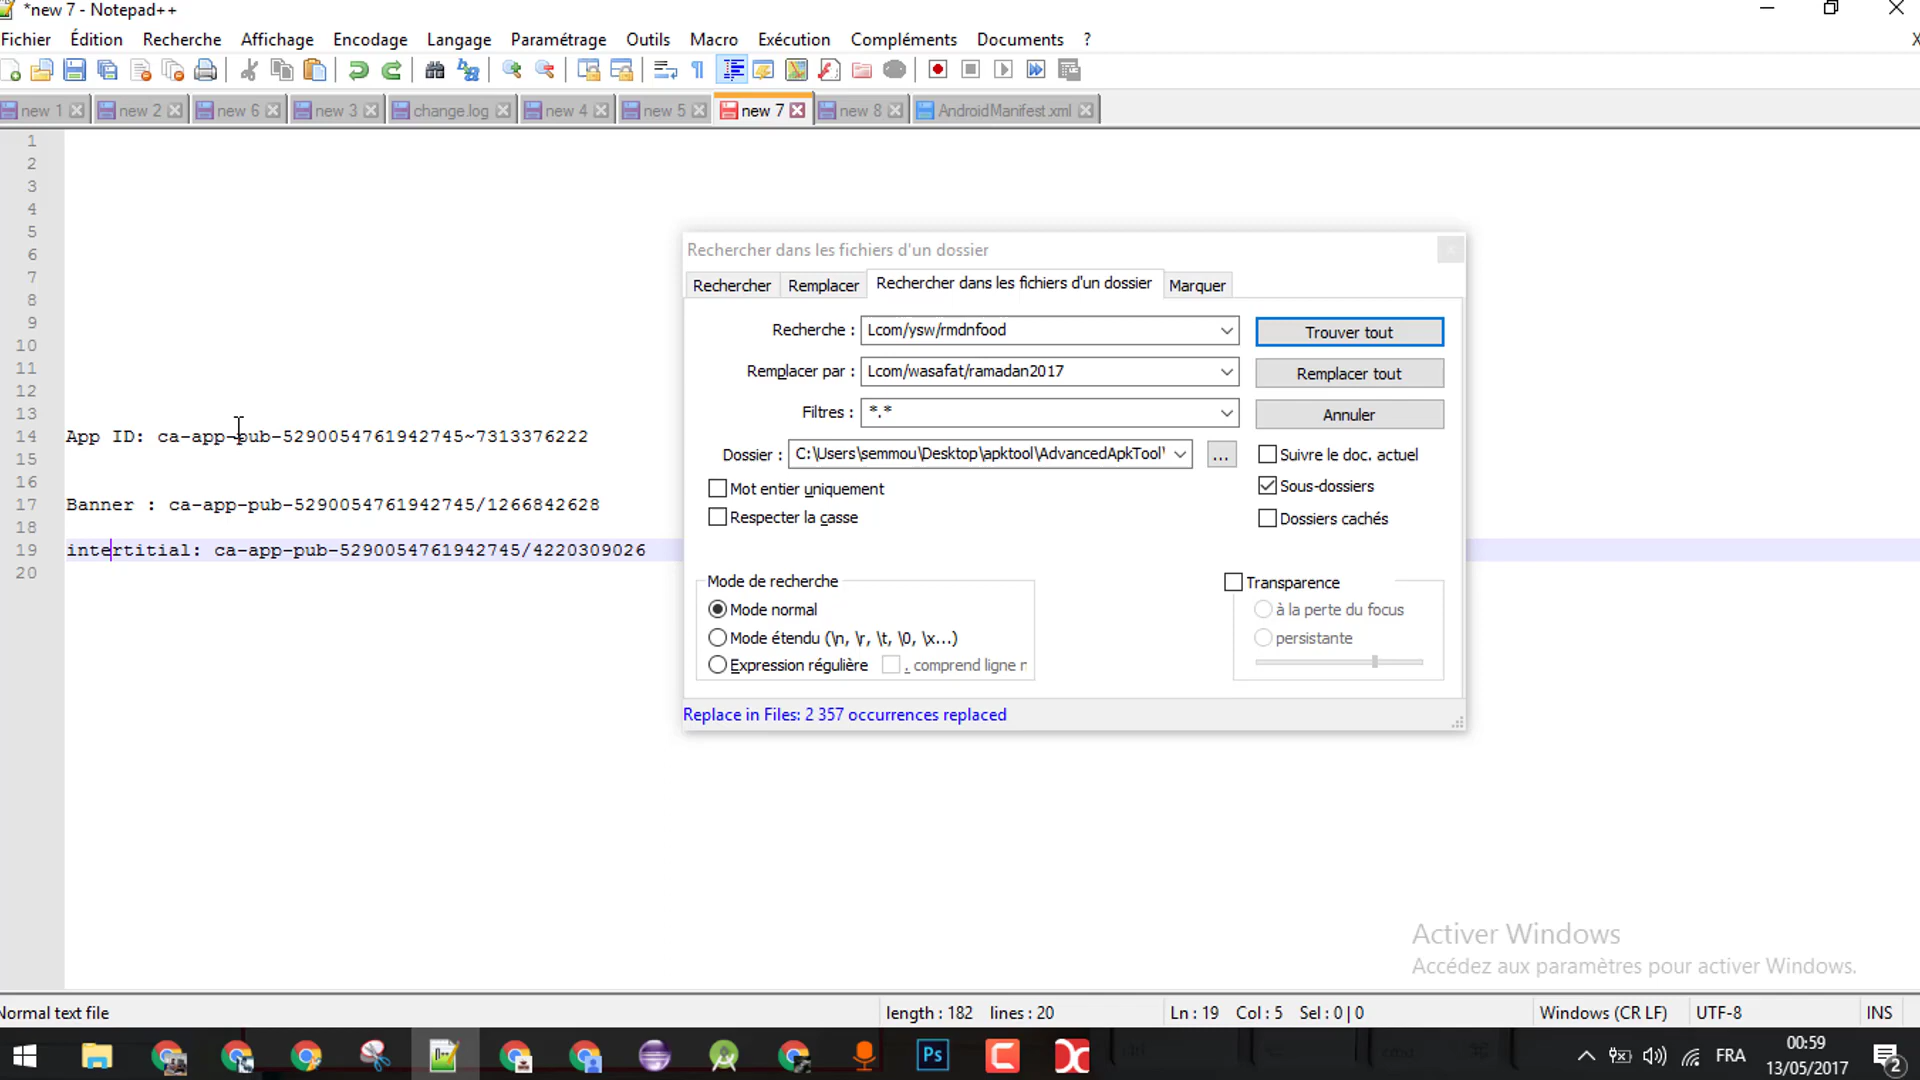 *new 7 - Notepad++
Fichier Édition Recherche Affichage Encodage Langage Paramétrage Outils Macro Exécution Compléments Documents ?
new 1 new 2 new 6 new 3 change.log new 4 new 5 new 7 new 8 AndroidManifest.xml
1
2
3
4
5
6
7
8
9
10
11
12
13
14 App ID: ca-app-pub-5290054761942745~7313376222
15
16
17 Banner : ca-app-pub-5290054761942745/1266842628
18
19 intertitial: ca-app-pub-5290054761942745/4220309026
20
Rechercher dans les fichiers d'un dossier
Rechercher Remplacer Rechercher dans les fichiers d'un dossier Marquer
Recherche : Lcom/ysw/rmdnfood Trouver tout
Remplacer par : Lcom/wasafat/ramadan2017 Remplacer tout
Filtres : *.* Annuler
Dossier : C:\Users\semmou\Desktop\apktool\AdvancedApkTool\ ... Suivre le doc. actuel
Mot entier uniquement Sous-dossiers
Respecter la casse Dossiers cachés
Mode de recherche Transparence
Mode normal à la perte du focus
Mode étendu (\n, \r, \t, \0, \x...) persistante
Expression régulière . comprend ligne
Replace in Files: 2 357 occurrences replaced
Activer Windows
Accédez aux paramètres pour activer Windows.
Normal text file length : 182 lines : 20 Ln : 19 Col : 5 Sel : 0 | 0 Windows (CR LF) UTF-8 INS
Ps FRA 00:59
13/05/2017 2